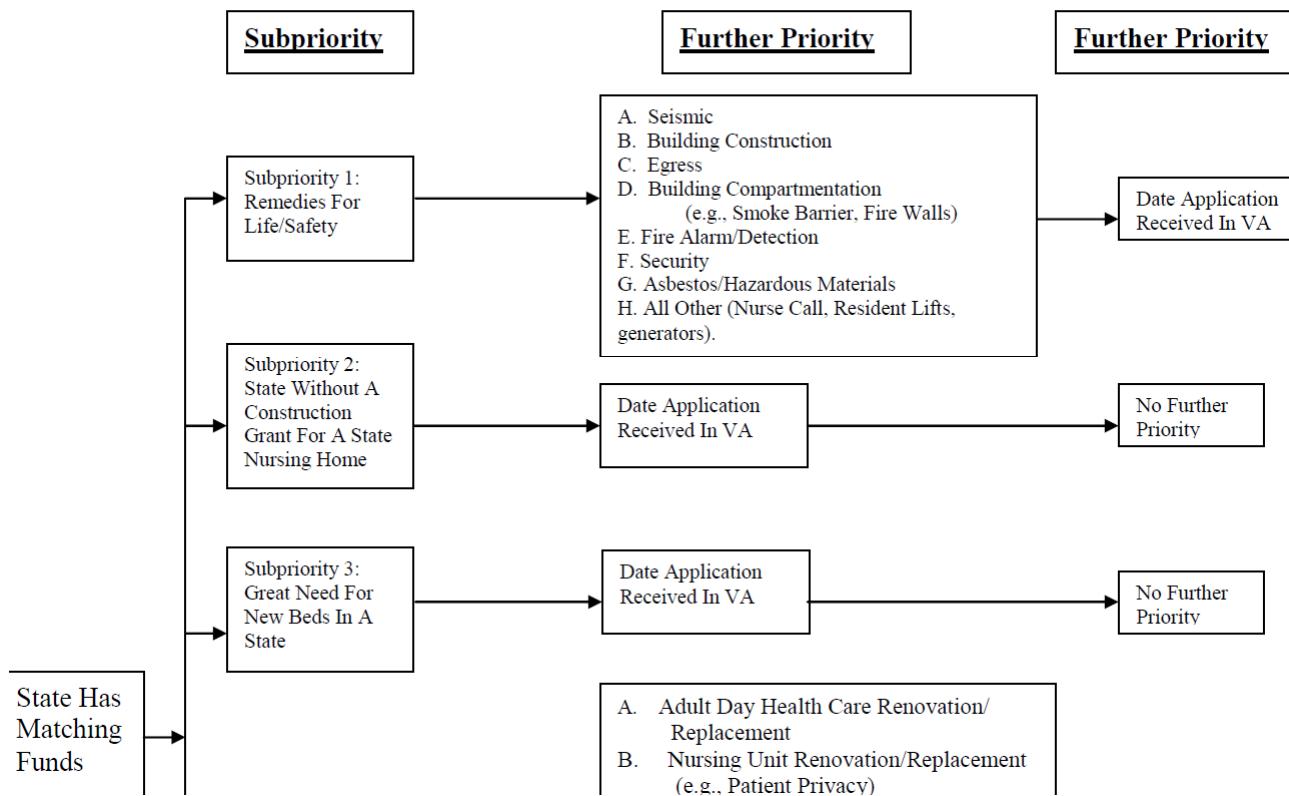 Subpriority
Further Priority
Further Priority
Subpriority 1:
Remedies For
Life/Safety
A. Seismic
B. Building Construction
C. Egress
D. Building Compartmentation
(e.g., Smoke Barrier, Fire Walls)
E. Fire Alarm/Detection
F. Security
G. Asbestos/Hazardous Materials
H. All Other (Nurse Call, Resident Lifts,
generators).
Date Application
Received In VA
Subpriority 2:
State Without A
Construction
Grant For A State
Nursing Home
Date Application
Received In VA
No Further
Priority
Subpriority 3:
Great Need For
New Beds In A
State
Date Application
Received In VA
No Further
Priority
State Has
Matching
Funds
A. Adult Day Health Care Renovation/
Replacement
B. Nursing Unit Renovation/Replacement
(e.g., Patient Privacy)